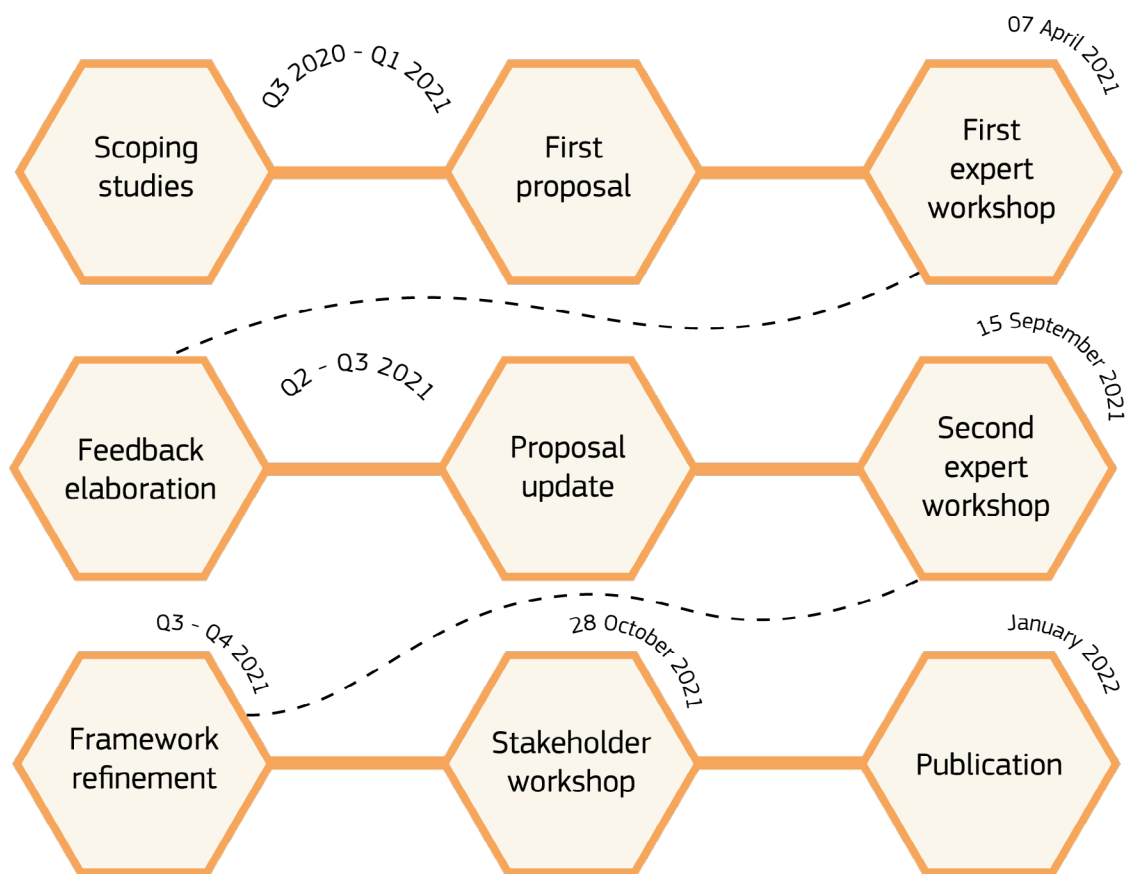 Q3 2020 - Q1 2021
07 April 2021
Scoping
studies
First
proposal
First
expert
workshop
Q2 - Q3 2021
15 September 2021
Feedback
elaboration
Proposal
update
Second
expert
workshop
Q3 - Q4 2021
28 October 2021
January 2022
Framework
refinement
Stakeholder
workshop
Publication